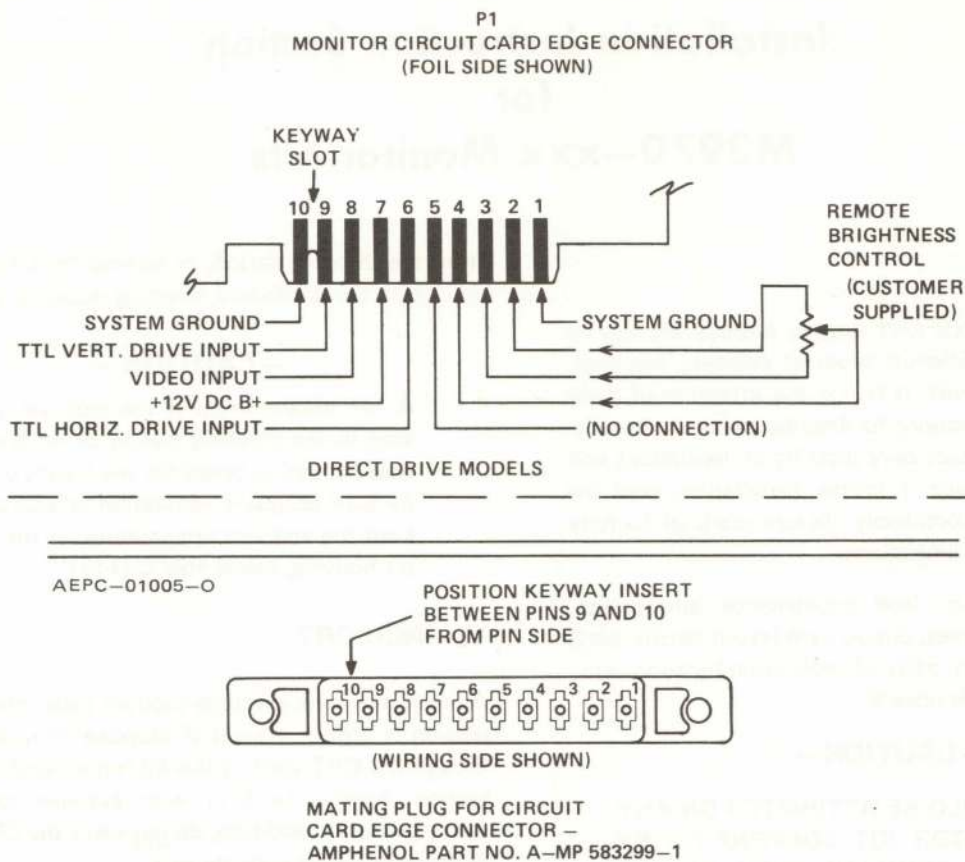 P1
MONITOR CIRCUIT CARD EDGE CONNECTOR
(FOIL SIDE SHOWN)
KEYWAY
SLOT
10 9 8 7 6 5 4 3 2 1
REMOTE
BRIGHTNESS
CONTROL
(CUSTOMER
SUPPLIED)
SYSTEM GROUND
SYSTEM GROUND
TTL VERT. DRIVE INPUT
VIDEO INPUT
+12V DC B+
TTL HORIZ. DRIVE INPUT
(NO CONNECTION)
DIRECT DRIVE MODELS
AEPC-01005-O
POSITION KEYWAY INSERT
BETWEEN PINS 9 AND 10
FROM PIN SIDE
10 9 8 7 6 5 4 3 2 1
(WIRING SIDE SHOWN)
MATING PLUG FOR CIRCUIT
CARD EDGE CONNECTOR –
AMPHENOL PART NO. A–MP 583299–1